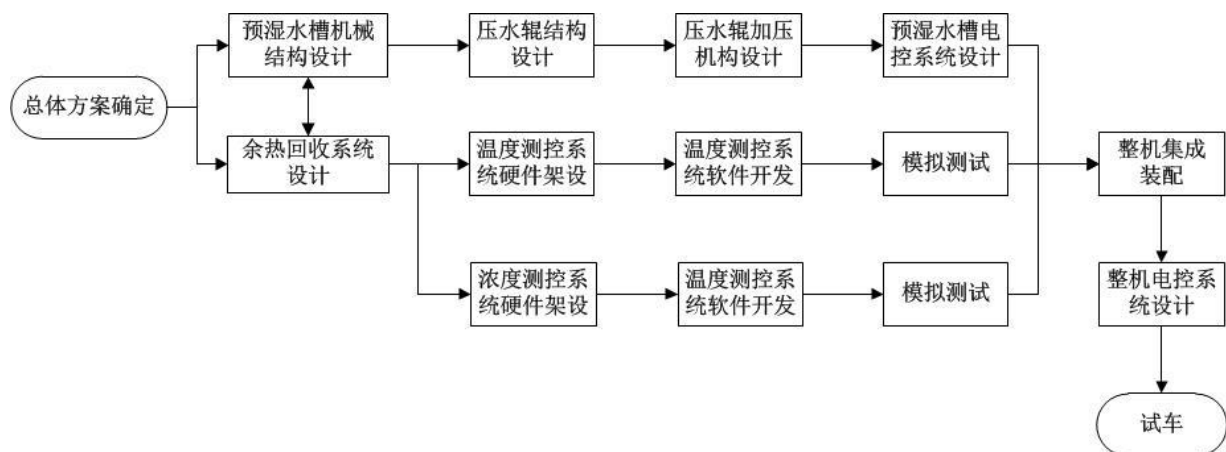 总体方案确定
预湿水槽机械
结构设计
压水辊结构
设计
压水辊加压
机构设计
预湿水槽电
控系统设计
余热回收系统
设计
温度测控系
统硬件架设
温度测控系
统软件开发
模拟测试
浓度测控系
统硬件架设
温度测控系
统软件开发
模拟测试
整机集成
装配
整机电控系
统设计
试车